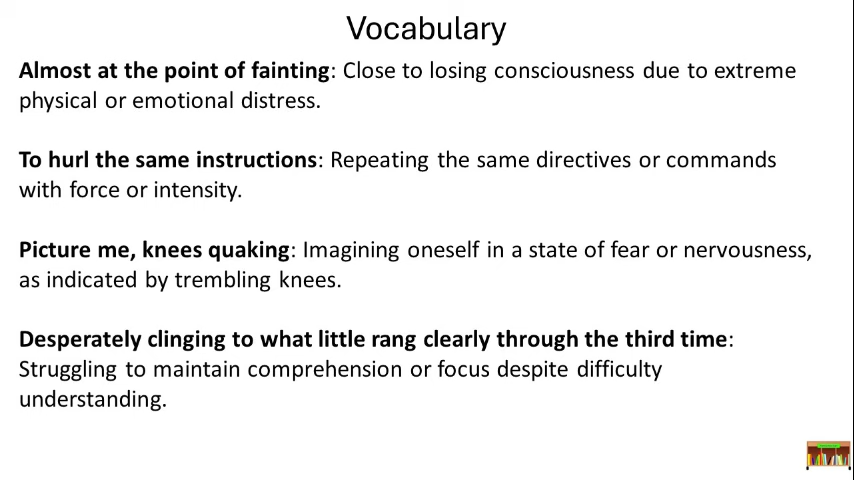 Vocabulary
Almost at the point of fainting: Close to losing consciousness due to extreme
physical or emotional distress.
To hurl the same instructions: Repeating the same directives or commands
with force or intensity.
Picture me, knees quaking: Imagining oneself in a state of fear or nervousness,
as indicated by trembling knees.
Desperately clinging to what little rang clearly through the third time:
Struggling to maintain comprehension or focus despite difficulty
understanding.